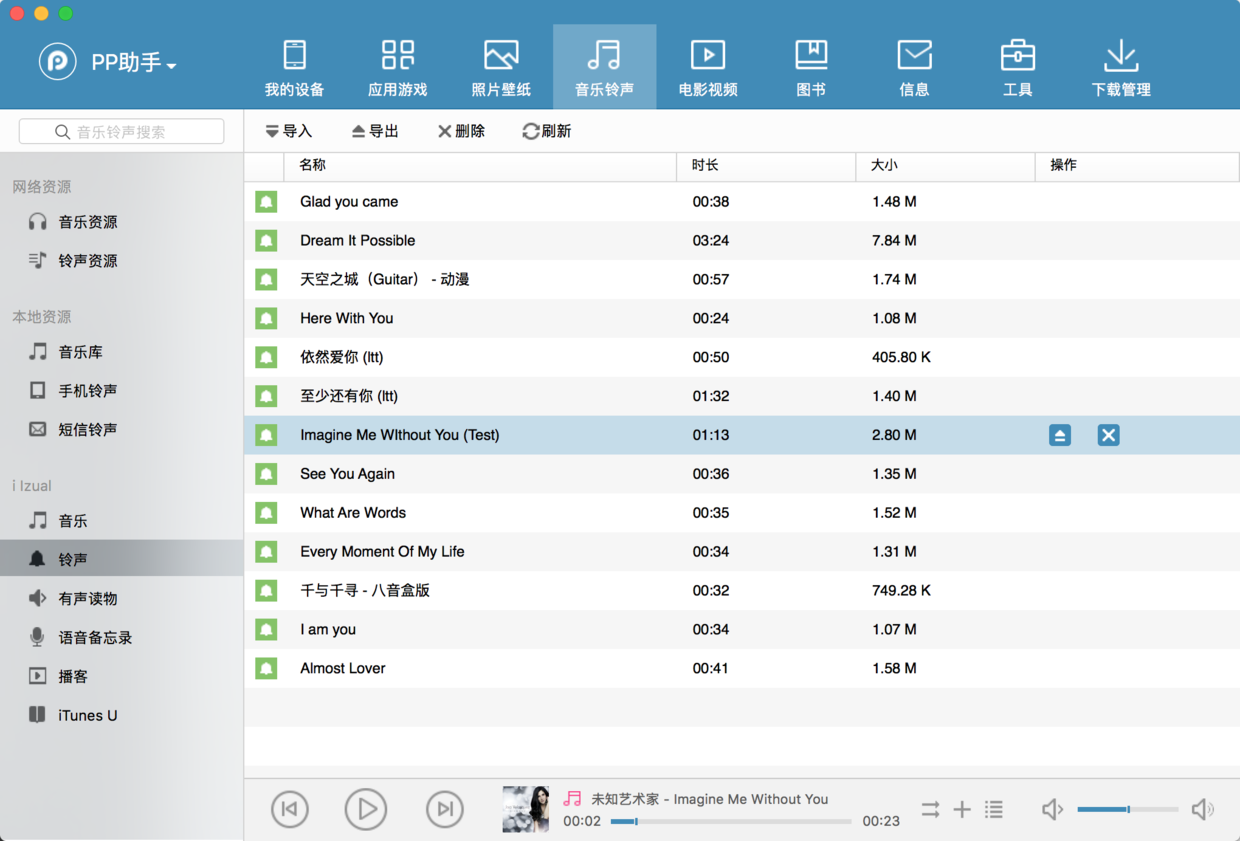 PP助手
我的设备
应用游戏
照片壁纸
音乐铃声
电影视频
图书
信息
工具
下载管理
音乐铃声搜索
导入 导出 删除 刷新
网络资源
音乐资源
铃声资源
本地资源
音乐库
手机铃声
短信铃声
i Izual
音乐
铃声
有声读物
语音备忘录
播客
iTunes U
名称 时长 大小 操作
Glad you came 00:38 1.48 M
Dream It Possible 03:24 7.84 M
天空之城（Guitar） - 动漫 00:57 1.74 M
Here With You 00:24 1.08 M
依然爱你 (ltt) 00:50 405.80 K
至少还有你 (ltt) 01:32 1.40 M
Imagine Me WIthout You (Test) 01:13 2.80 M
See You Again 00:36 1.35 M
What Are Words 00:35 1.52 M
Every Moment Of My Life 00:34 1.31 M
千与千寻 - 八音盒版 00:32 749.28 K
I am you 00:34 1.07 M
Almost Lover 00:41 1.58 M
未知艺术家 - Imagine Me Without You
00:02 00:23